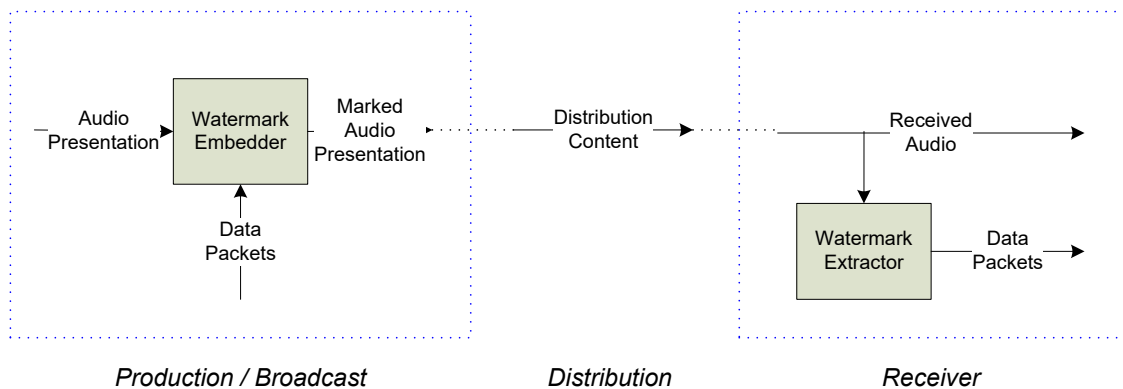 Audio
Presentation
Watermark
Embedder
Marked
Audio
Presentation
Data
Packets
Distribution
Content
Received
Audio
Watermark
Extractor
Data
Packets
Production / Broadcast
Distribution
Receiver